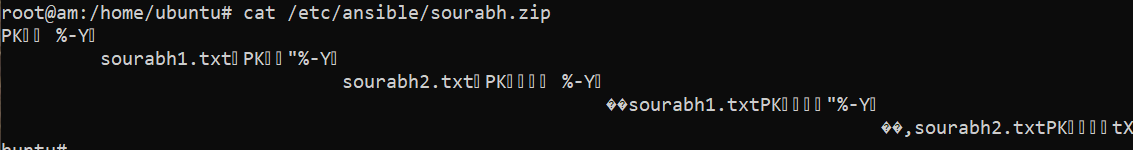 root@am:/home/ubuntu# cat /etc/ansible/sourabh.zip
PK▯▯ %-Y▯
sourabh1.txt▯PK▯▯"%-Y▯
sourabh2.txt▯PK▯▯▯▯ %-Y▯
��sourabh1.txtPK▯▯▯▯"%-Y▯
��,sourabh2.txtPK▯▯▯▯tX
buntu#